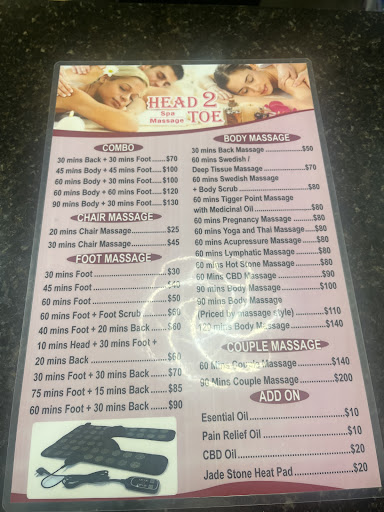 HEAD 2 TOE
Spa
Massage
COMBO
30 mins Back + 30 mins Foot......$70
45 mins Body + 45 mins Foot......$100
60 mins Body + 30 mins Foot......$100
60 mins Body + 60 mins Foot......$120
90 mins Body + 30 mins Foot......$130
CHAIR MASSAGE
20 mins Chair Massage............$25
30 mins Chair Massage............$45
FOOT MASSAGE
30 mins Foot............$30
45 mins Foot............$40
60 mins Foot............$50
60 mins Foot + Foot Scrub............$60
40 mins Foot + 20 mins Back......$60
10 mins Head + 30 mins Foot +
20 mins Back............$60
30 mins Foot + 30 mins Back......$70
75 mins Foot + 15 mins Back......$85
60 mins Foot + 30 mins Back......$90
BODY MASSAGE
30 mins Back Massage............$50
60 mins Swedish /
Deep Tissue Massage............$70
60 mins Swedish Massage
+ Body Scrub............$80
60 mins Tigger Point Massage
with Medicinal Oil............$80
60 mins Pregnancy Massage............$80
60 mins Yoga and Thai Massage......$80
60 mins Acupressure Massage......$80
60 mins Lymphatic Massage............$80
60 mins Hot Stone Massage............$80
60 Mins CBD Massage............$90
90 mins Body Massage............$100
90 mins Body Massage
(Priced by massage style)............$110
120 mins Body Massage............$140
COUPLE MASSAGE
60 Mins Couple Massage............$140
90 Mins Couple Massage............$200
ADD ON
Esential Oil............$10
Pain Relief Oil............$10
CBD Oil............$20
Jade Stone Heat Pad............$20